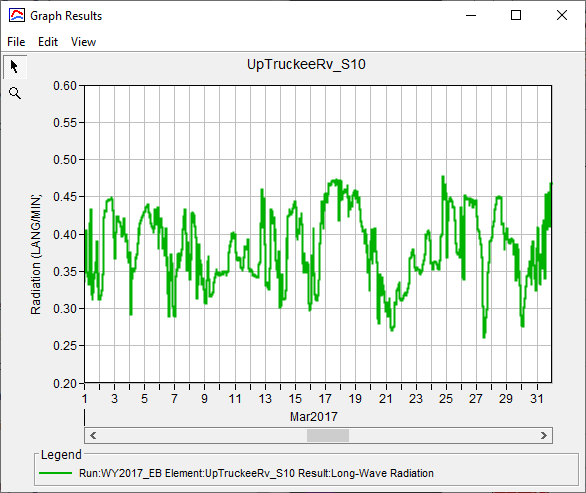 Graph Results
File Edit View
UpTruckeeRv_S10
Radiation (LANG/MIN)
0.60
0.55
0.50
0.45
0.40
0.35
0.30
0.25
0.20
1 3 5 7 9 11 13 15 17 19 21 23 25 27 29 31
Mar2017
Legend
Run:WY2017_EB Element:UpTruckeeRv_S10 Result:Long-Wave Radiation